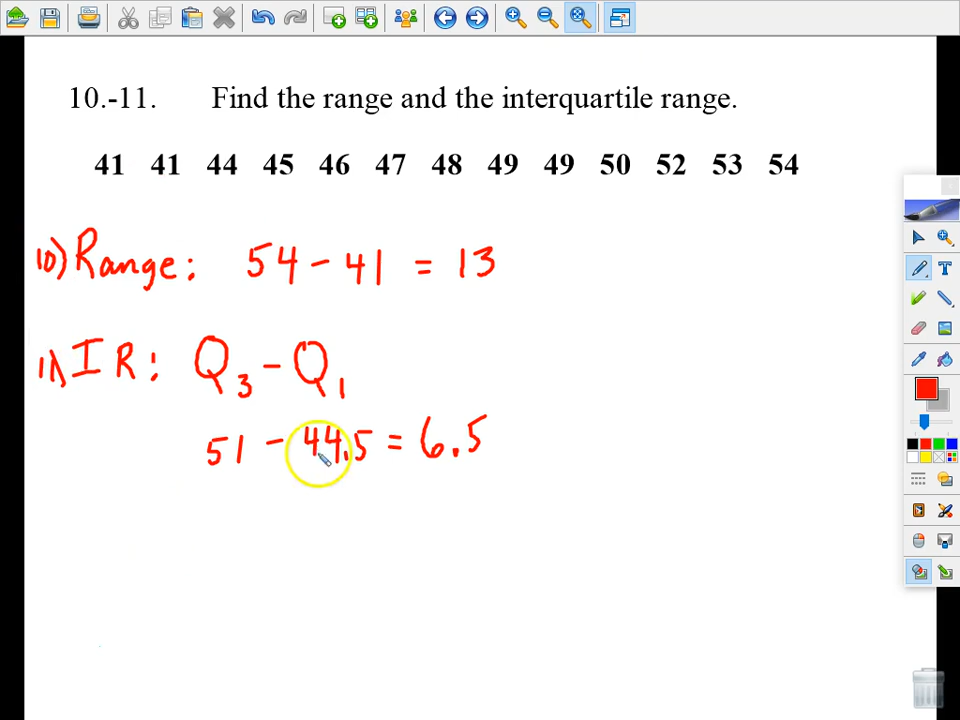 10.-11. Find the range and the interquartile range.
41 41 44 45 46 47 48 49 49 50 52 53 54
10) Range: 54 - 41 = 13
11) IR: Q3 - Q1
51 - 44.5 = 6.5